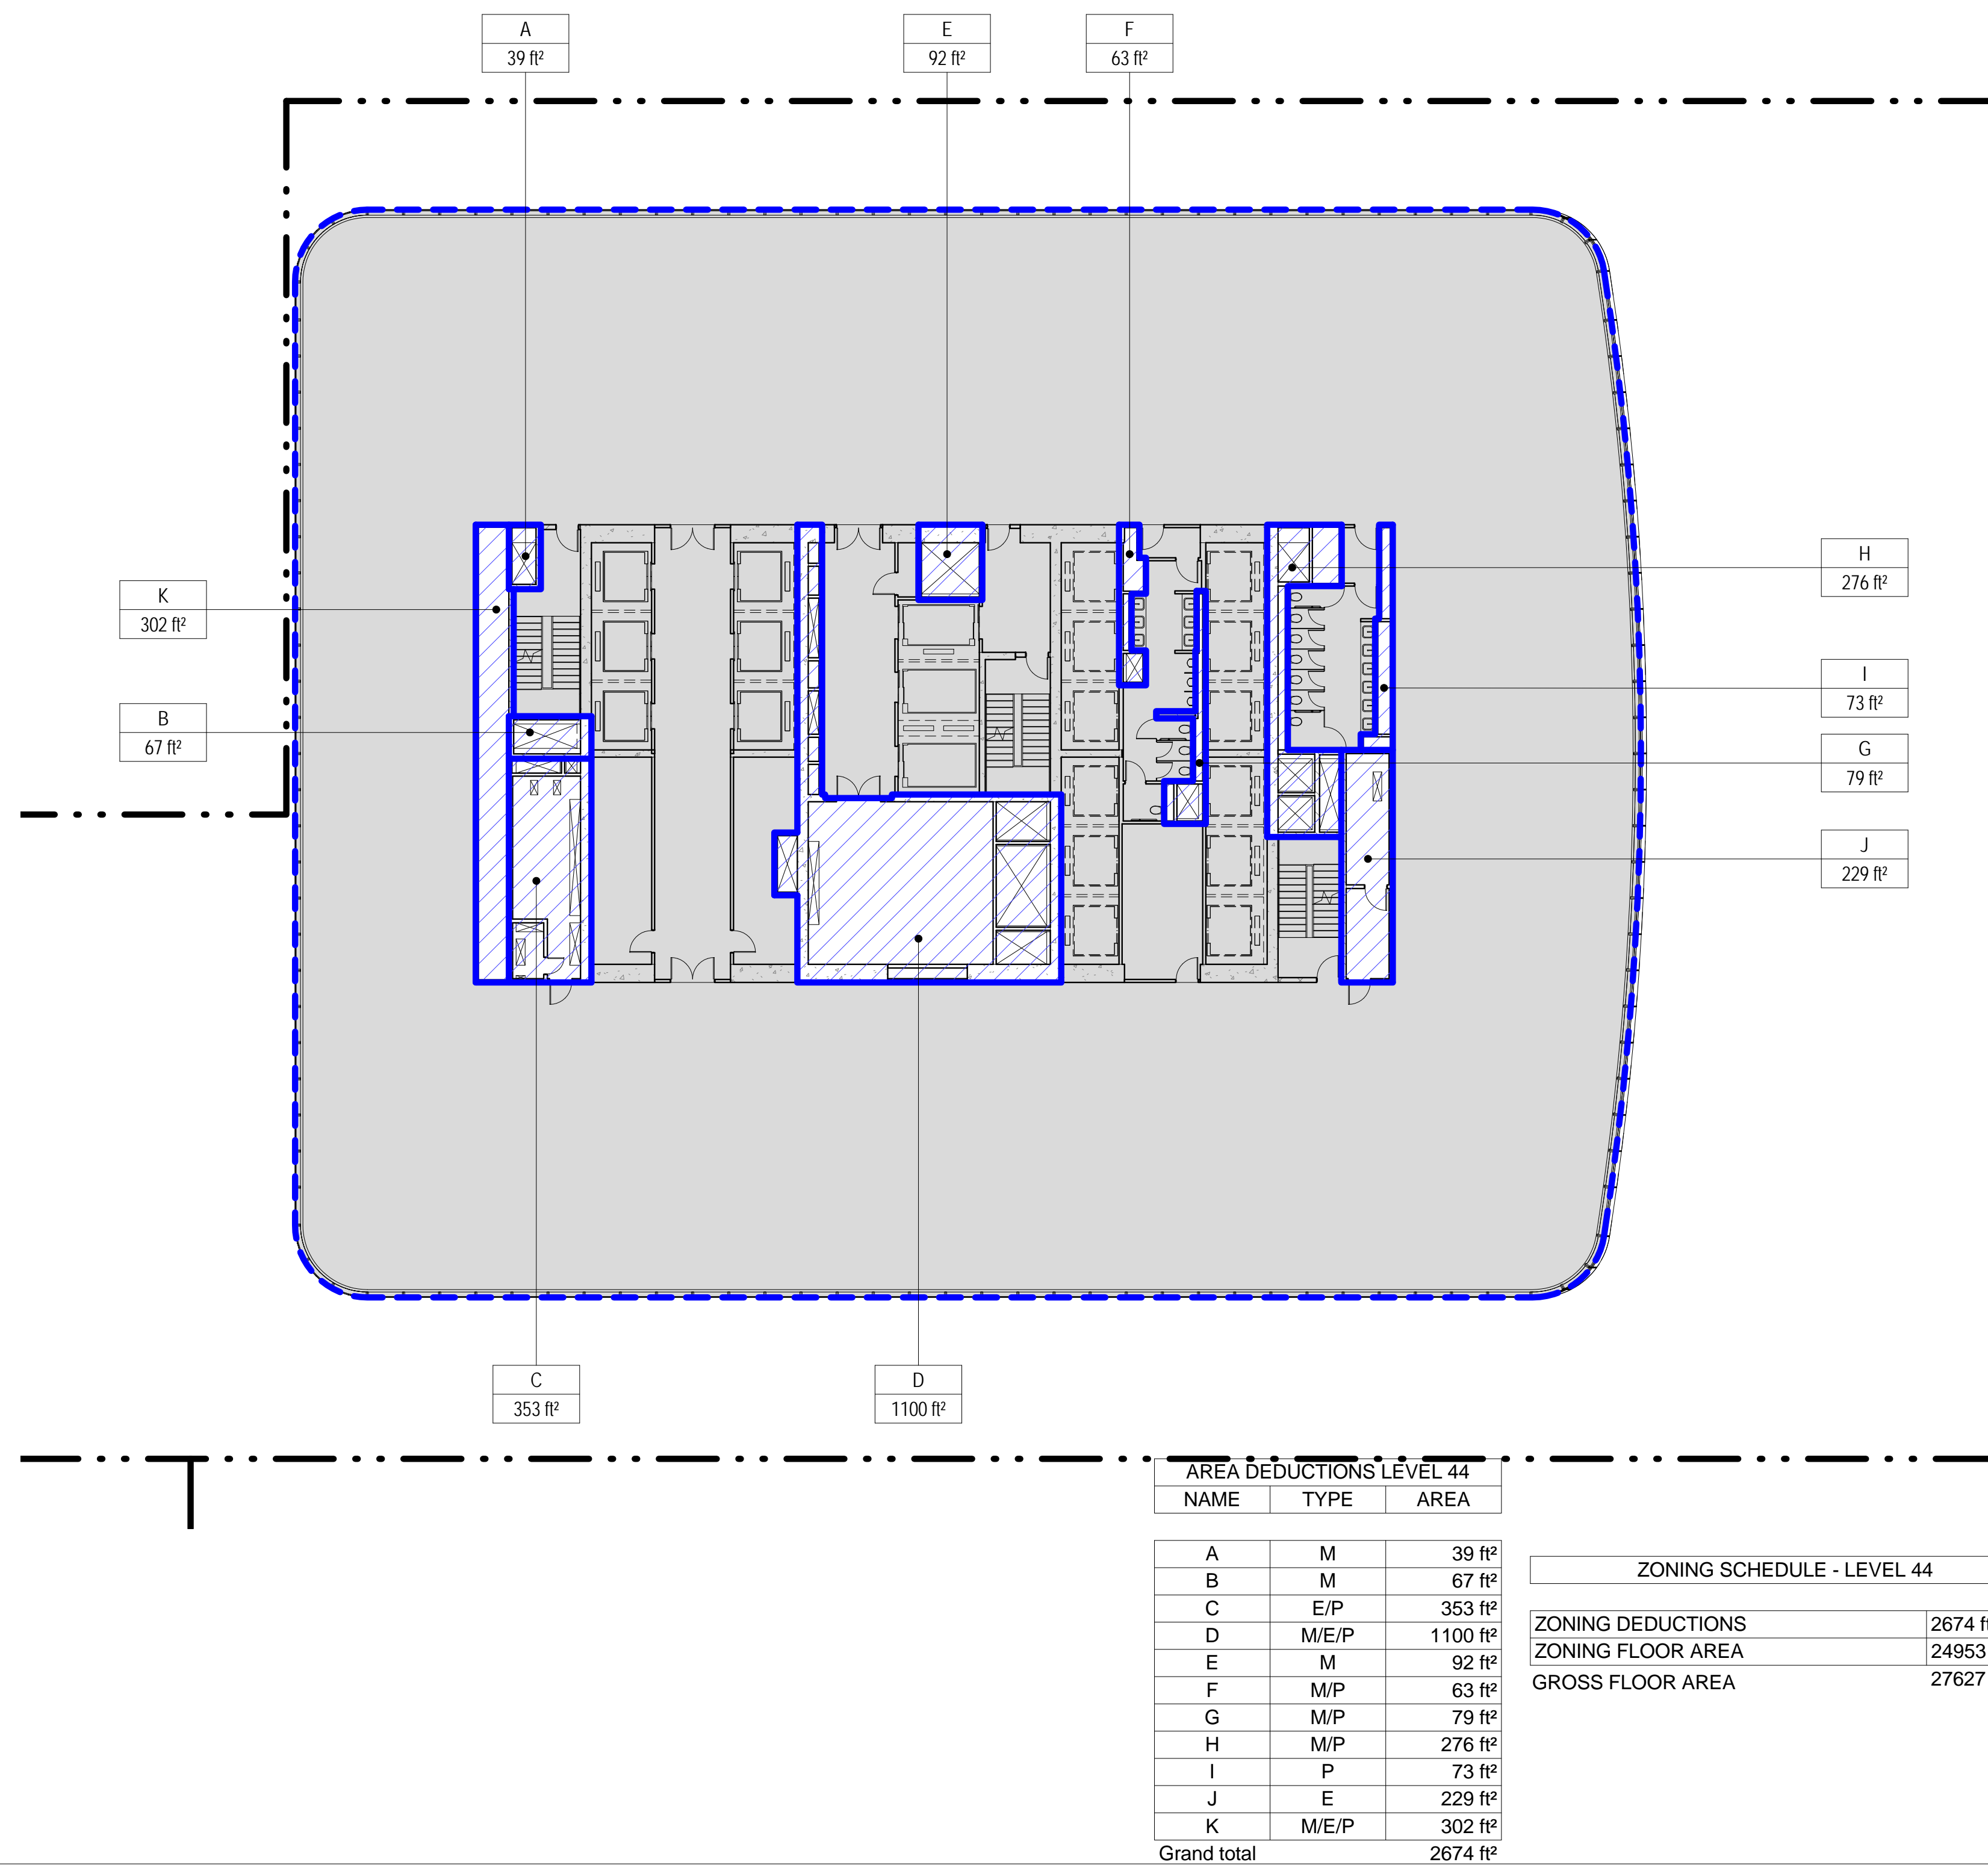 A
39 ft²
E
92 ft²
F
63 ft²
H
276 ft²
K
302 ft²
I
73 ft²
B
67 ft²
G
79 ft²
J
229 ft²
C
353 ft²
D
1100 ft²
AREA DEDUCTIONS LEVEL 44
NAME TYPE AREA
A M 39 ft²
B M 67 ft²
C E/P 353 ft²
D M/E/P 1100 ft²
E M 92 ft²
F M/P 63 ft²
G M/P 79 ft²
H M/P 276 ft²
I P 73 ft²
J E 229 ft²
K M/E/P 302 ft²
Grand total 2674 ft²
ZONING SCHEDULE - LEVEL 44
ZONING DEDUCTIONS 2674 f
ZONING FLOOR AREA 24953
GROSS FLOOR AREA 27627